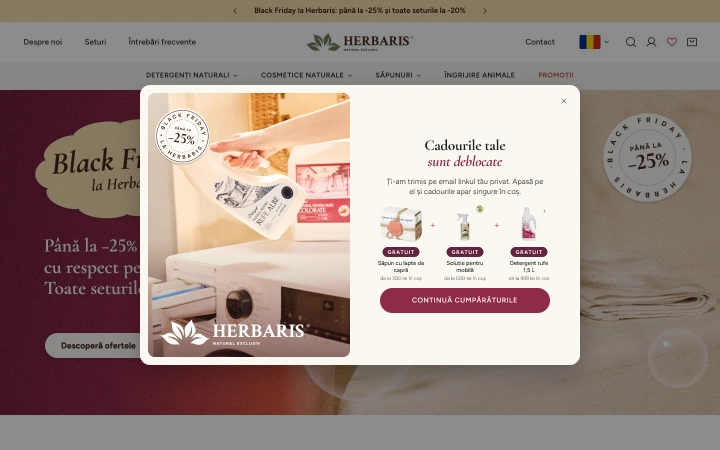 Black Friday la Herbaris: până la -25% și toate seturile la -20%
Despre noi
Seturi
Întrebări frecvente
HERBARIS
NATURAL EXCLUSIV
Contact
DETERGENȚI NATURALI
COSMETICE NATURALE
SĂPUNURI
ÎNGRIJIRE ANIMALE
PROMOȚII
Black Fr
la Herba
Până la -25%
cu respect pe
Toate seturil
Descoperă ofertele
BLACK FRIDAY
PÂNĂ LA
-25%
LA HERBARIS
RUFE ALBE
COLORATE
HERBARIS
NATURAL EXCLUSIV
Cadourile tale
sunt deblocate
Ți-am trimis pe email linkul tău privat. Apasă pe
el și cadourile apar singure în coș.
+
+
GRATUIT
GRATUIT
GRATUIT
Săpun cu lapte de
capră
de la 300 lei în coș
Soluție pentru
mobilă
de la 500 lei în coș
Detergent rufe
1,5 L
de la 999 lei în coș
CONTINUĂ CUMPĂRĂTURILE
BLACK FRIDAY
PÂNĂ LA
-25%
LA HERBARIS